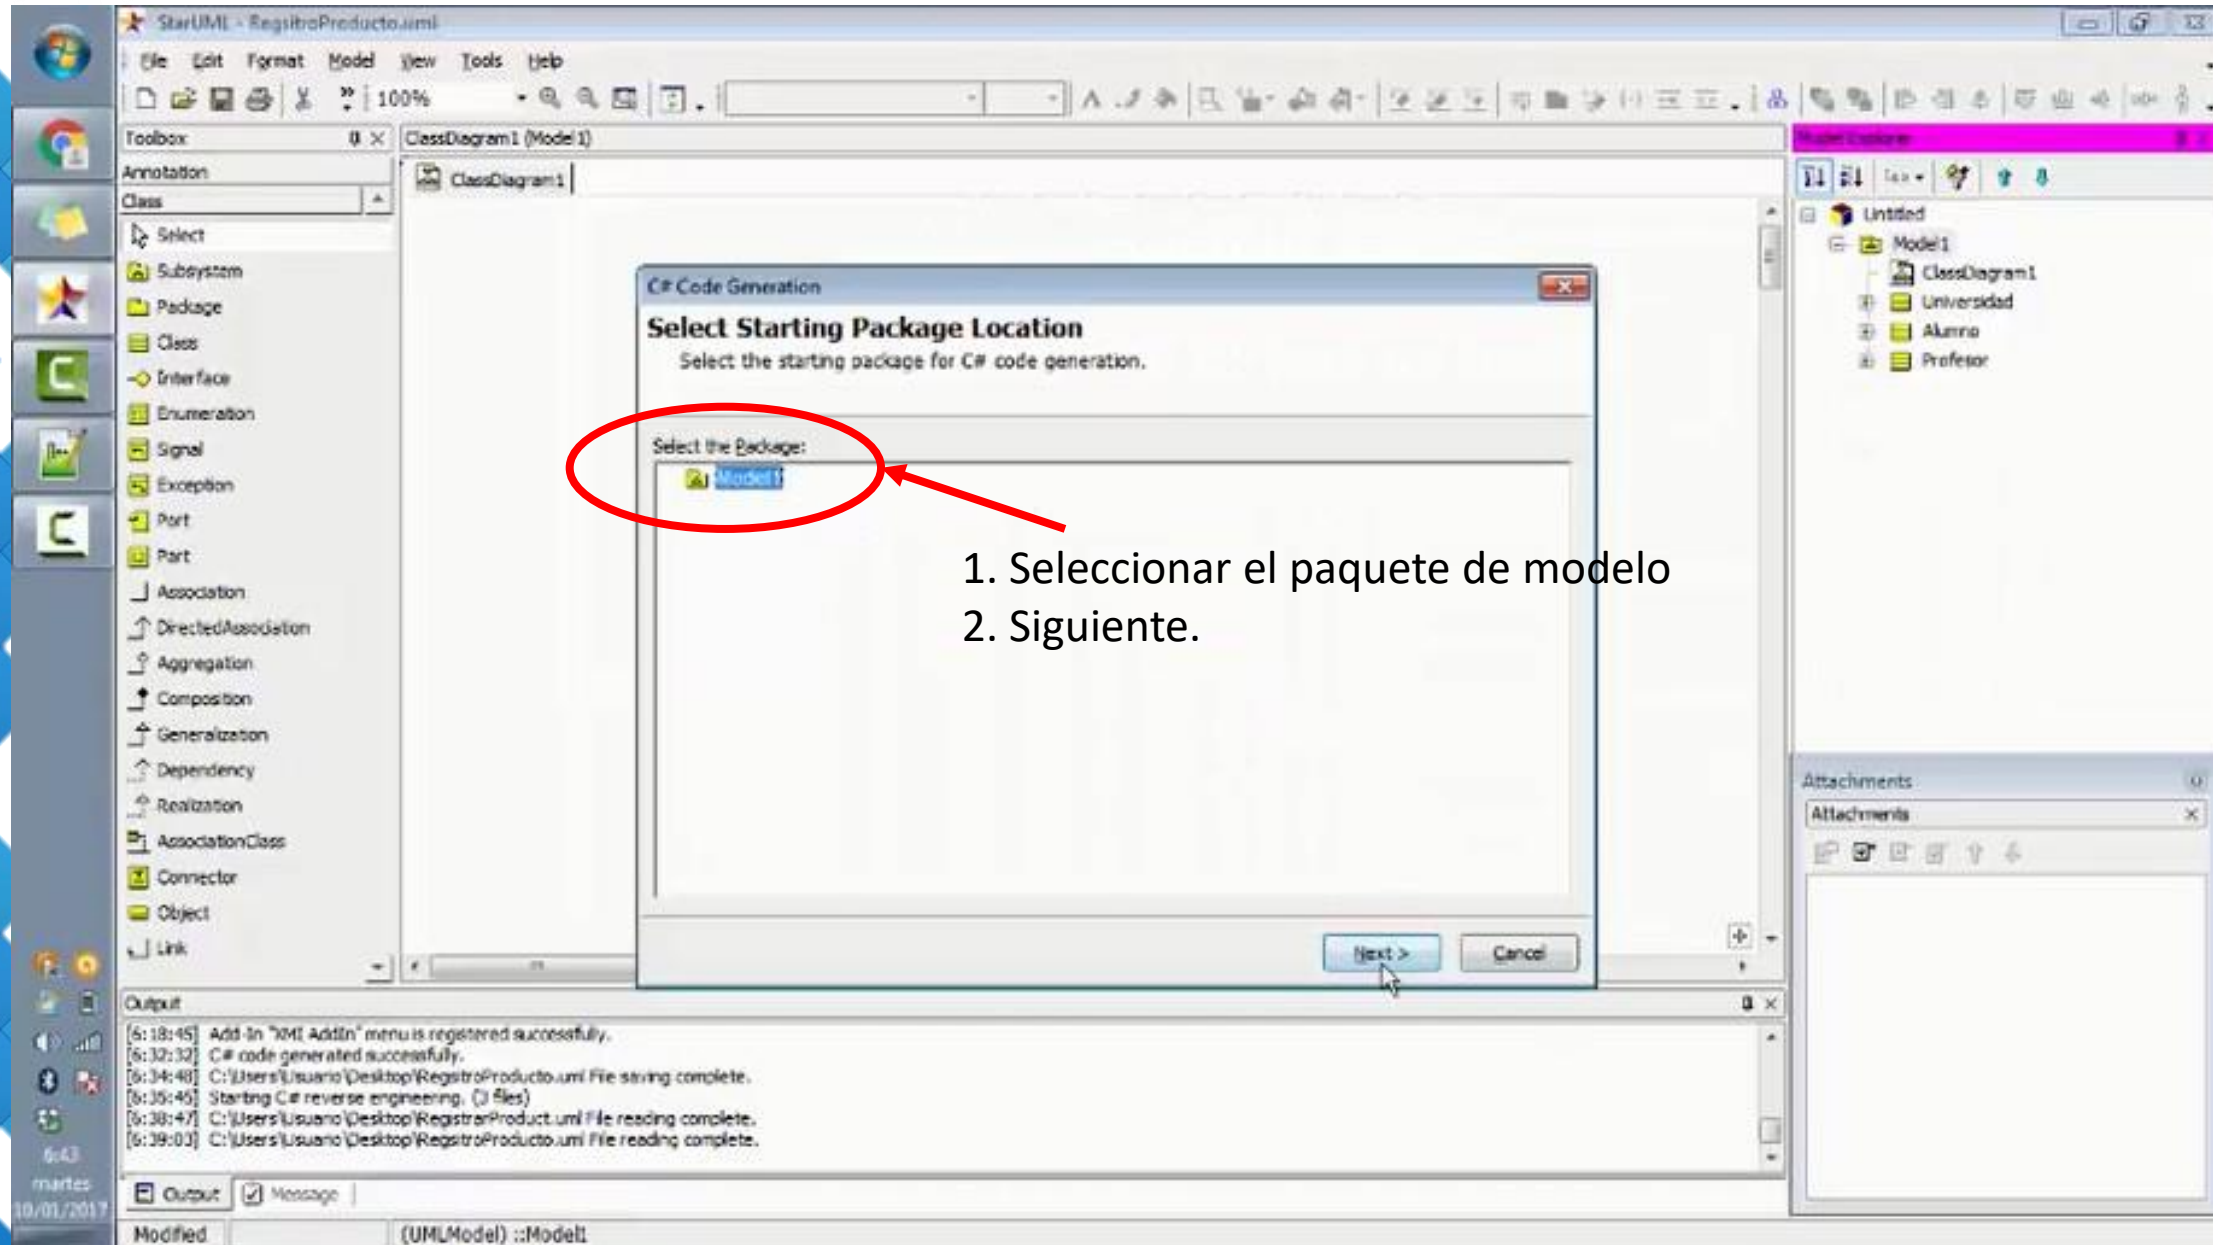 StarUML - RegsitroProducto.uml
File Edit Format Model View Tools Help
100%
Toolbox
ClassDiagram1 (Model1)
Model Explorer
Annotation
Class
ClassDiagram1
Select
Subsystem
Package
Class
Interface
Enumeration
Signal
Exception
Port
Part
Association
DirectedAssociation
Aggregation
Composition
Generalization
Dependency
Realization
AssociationClass
Connector
Object
Link
C# Code Generation
Select Starting Package Location
Select the starting package for C# code generation.
Select the Package:
Model1
1. Seleccionar el paquete de modelo
2. Siguiente.
Next >
Cancel
Untitled
Model1
ClassDiagram1
Universidad
Alumno
Profesor
Attachments
Attachments
Output
[6:18:45] Add-In "XMI AddIn" menu is registered successfully.
[6:32:32] C# code generated successfully.
[6:34:48] C:\Users\Usuario\Desktop\RegsitroProducto.uml File saving complete.
[6:35:45] Starting C# reverse engineering. (3 files)
[6:38:47] C:\Users\Usuario\Desktop\RegistrarProduct.uml File reading complete.
[6:39:03] C:\Users\Usuario\Desktop\RegsitroProducto.uml File reading complete.
Output
Message
Modified
(UMLModel) ::Model1
6:43
martes
10/01/2017